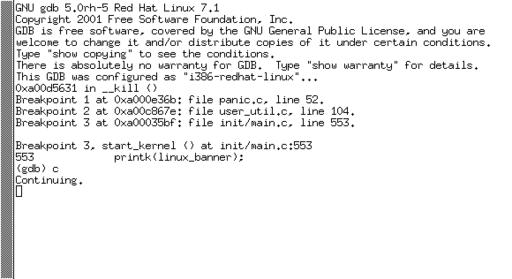 GNU gdb 5.0rh-5 Red Hat Linux 7.1
Copyright 2001 Free Software Foundation, Inc.
GDB is free software, covered by the GNU General Public License, and you are
welcome to change it and/or distribute copies of it under certain conditions.
Type "show copying" to see the conditions.
There is absolutely no warranty for GDB.  Type "show warranty" for details.
This GDB was configured as "i386-redhat-linux"...
0xa00d5631 in __kill ()
Breakpoint 1 at 0xa000e36b: file panic.c, line 52.
Breakpoint 2 at 0xa00c867e: file user_util.c, line 104.
Breakpoint 3 at 0xa00035bf: file init/main.c, line 553.

Breakpoint 3, start_kernel () at init/main.c:553
553             printk(linux_banner);
(gdb) c
Continuing.